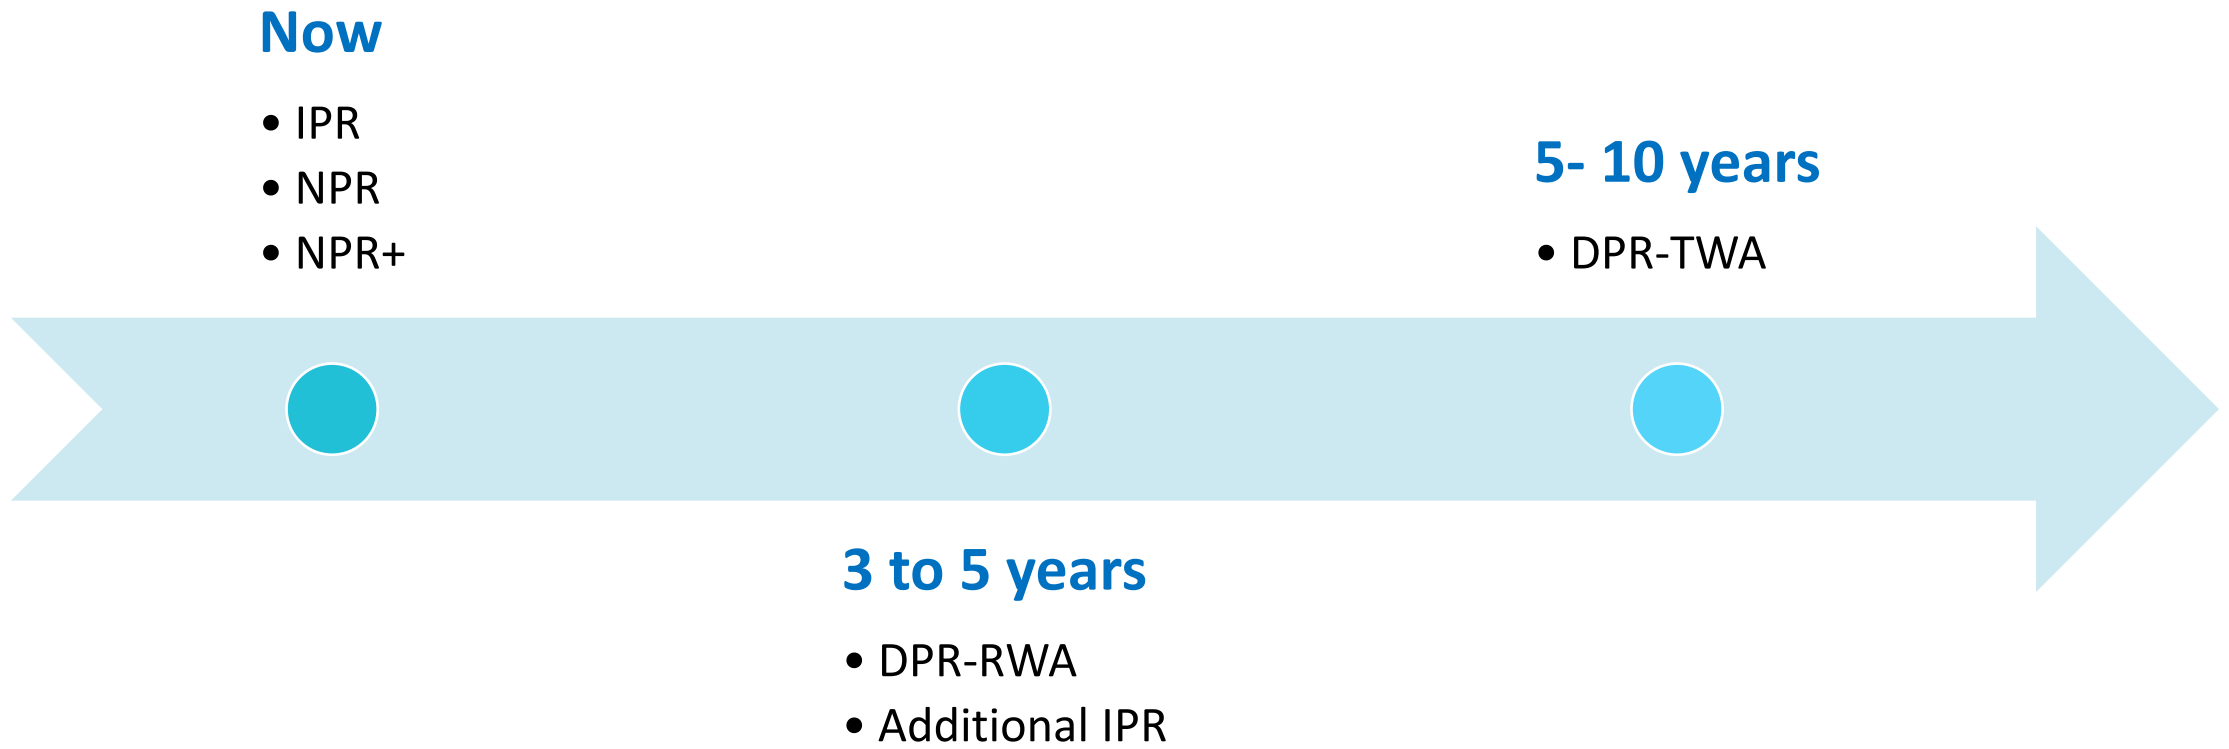 Now
• IPR
• NPR
• NPR+
3 to 5 years
• DPR-RWA
• Additional IPR
5- 10 years
• DPR-TWA